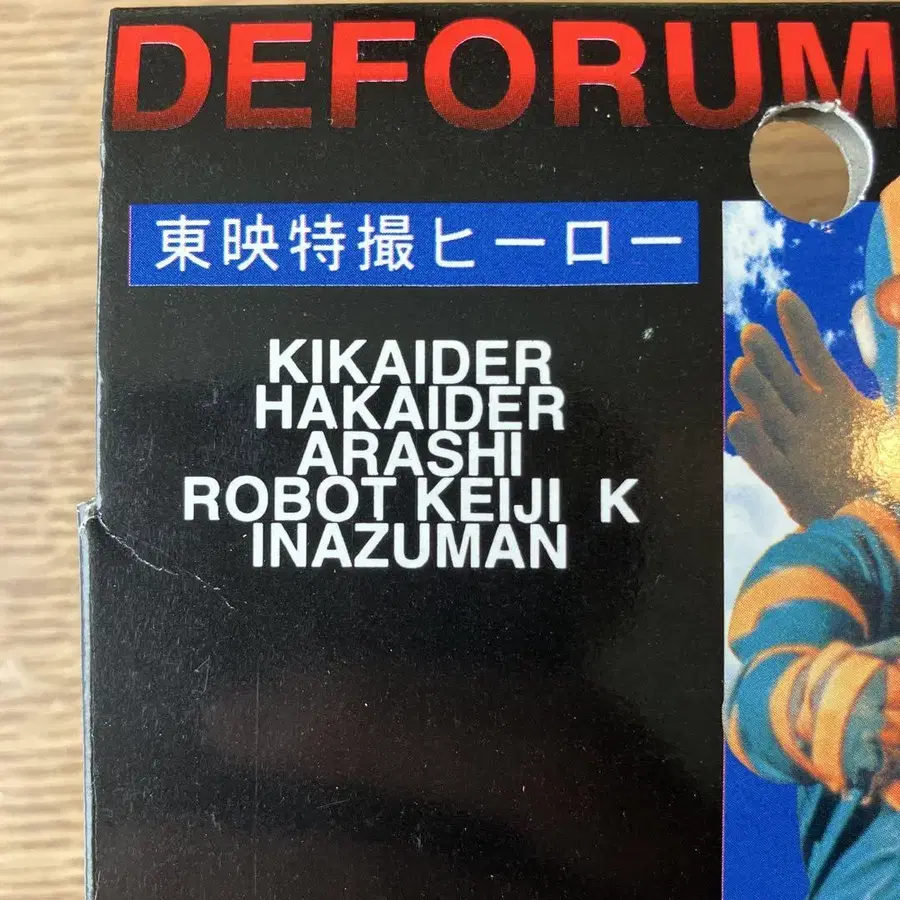 DEFORUM
東映特撮ヒーロー
KIKAIDER
HAKAIDER
ARASHI
ROBOT KEIJI K
INAZUMAN